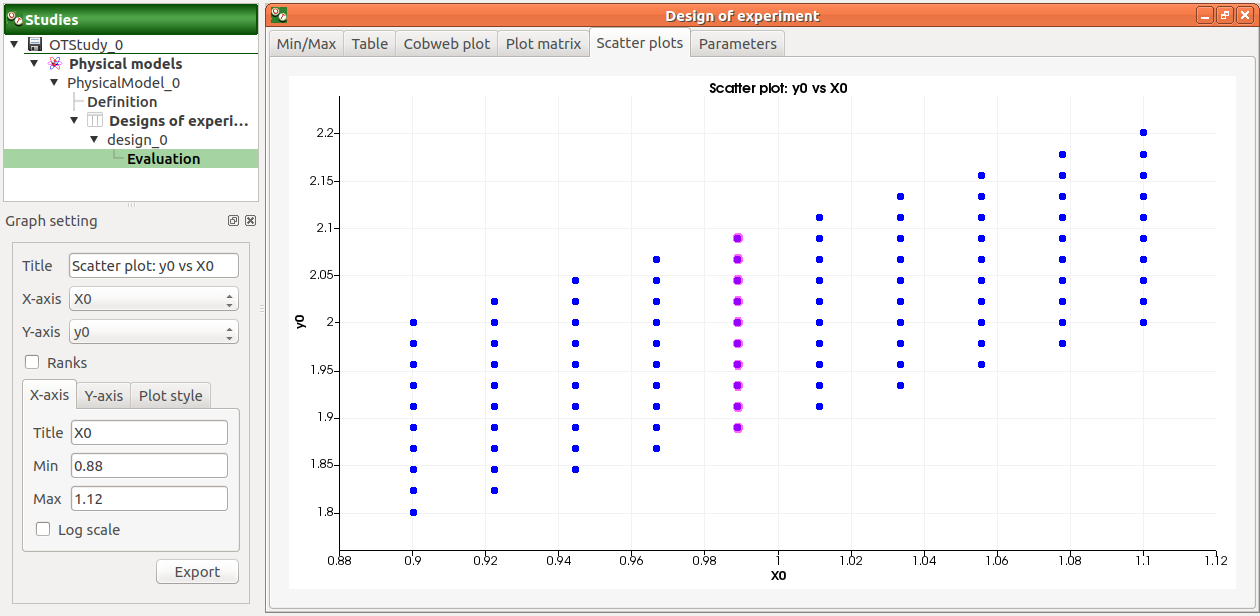 Studies
OTStudy_0
Physical models
PhysicalModel_0
Definition
Designs of experi...
design_0
Evaluation
Graph setting
Title Scatter plot: y0 vs X0
X-axis X0
Y-axis y0
Ranks
X-axis Y-axis Plot style
Title X0
Min 0.88
Max 1.12
Log scale
Export
Design of experiment
Min/Max Table Cobweb plot Plot matrix Scatter plots Parameters
Scatter plot: y0 vs X0
2.2
2.15
2.1
2.05
2
1.95
1.9
1.85
1.8
y0
0.88 0.9 0.92 0.94 0.96 0.98 1 1.02 1.04 1.06 1.08 1.1 1.12
X0